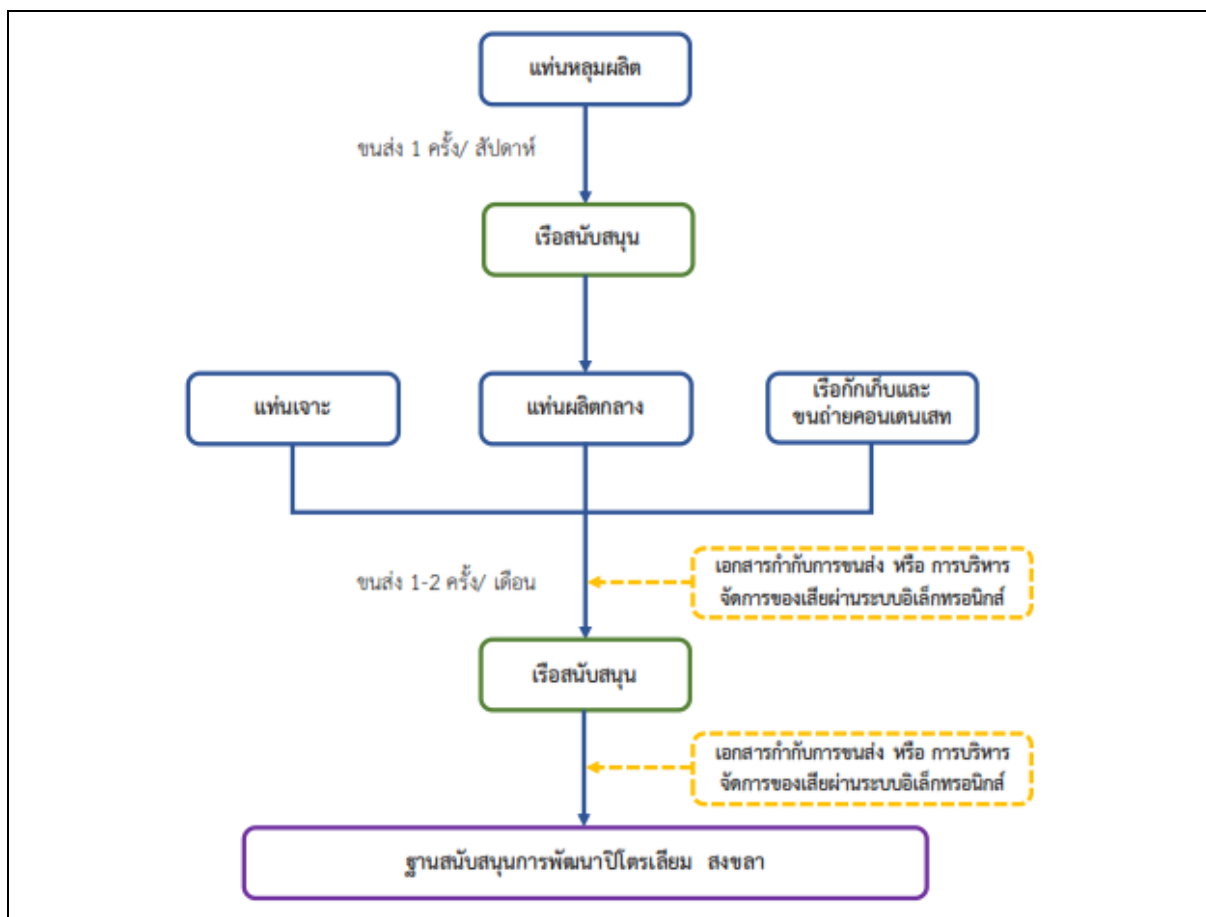 แท่นหลุมผลิต
ขนส่ง 1 ครั้ง/ สัปดาห์
เรือสนับสนุน
แท่นเจาะ
แท่นผลิตกลาง
เรือกักเก็บและ
ขนถ่ายคอนเดนเสท
ขนส่ง 1-2 ครั้ง/ เดือน
เอกสารกำกับการขนส่ง หรือ การบริหาร
จัดการของเสียผ่านระบบอิเล็กทรอนิกส์
เรือสนับสนุน
เอกสารกำกับการขนส่ง หรือ การบริหาร
จัดการของเสียผ่านระบบอิเล็กทรอนิกส์
ฐานสนับสนุนการพัฒนาปิโตรเลียม สงขลา